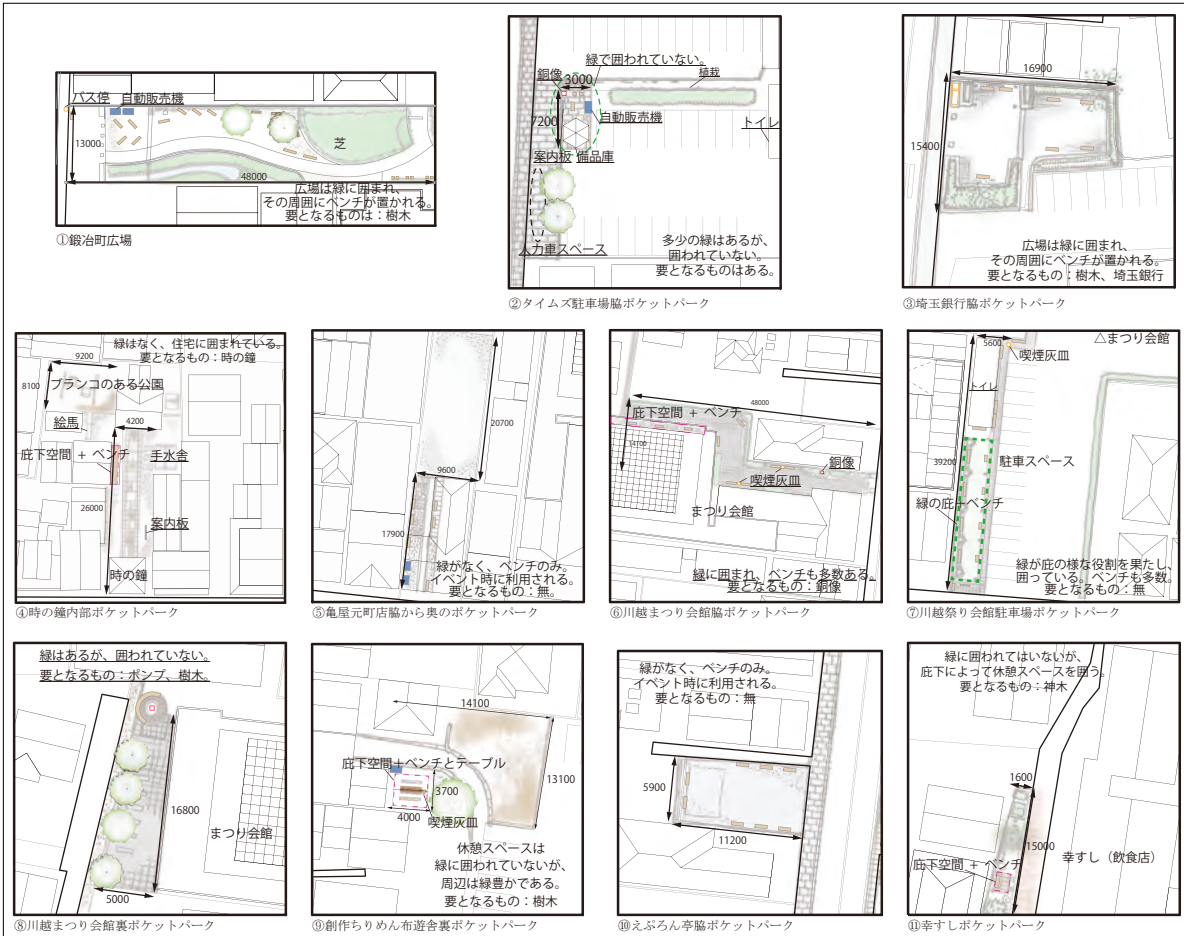 バス停 自動販売機
13000
芝
48000
広場は緑に囲まれ、
その周囲にベンチが置かれる。
要となるものは：樹木
①鍛冶町広場
緑で囲われていない。
銅像
3000
植栽
7200
自動販売機
トイレ
案内板 備品庫
人力車スペース
多少の緑はあるが、
囲われていない。
要となるものはある。
②タイムズ駐車場脇ポケットパーク
16900
15400
広場は緑に囲まれ、
その周囲にベンチが置かれる。
要となるもの：樹木、埼玉銀行
③埼玉銀行脇ポケットパーク
緑はなく、住宅に囲まれている。
要となるもの：時の鐘
9200
8100
ブランコのある公園
4200
絵馬
庇下空間 + ベンチ
手水舎
26000
案内板
時の鐘
④時の鐘内部ポケットパーク
20700
9600
17900
緑がなく、ベンチのみ。
イベント時に利用される。
要となるもの：無。
⑤亀屋元町店脇から奥のポケットパーク
48000
庇下空間 + ベンチ
14100
銅像
喫煙灰皿
まつり会館
緑に囲まれ、ベンチも多数ある。
要となるもの：銅像
⑥川越まつり会館脇ポケットパーク
5600
△まつり会館
喫煙灰皿
トイレ
39200
駐車スペース
緑の庇+ベンチ
緑が庇の様な役割を果たし、
囲っている。ベンチも多数。
要となるもの：無
⑦川越祭り会館駐車場ポケットパーク
緑はあるが、囲われていない。
要となるもの：ポンプ、樹木。
16800
まつり会館
5000
⑧川越まつり会館裏ポケットパーク
14100
庇下空間+ベンチとテーブル
13100
3700
4000
喫煙灰皿
休憩スペースは
緑に囲われていないが、
周辺は緑豊かである。
要となるもの：樹木
⑨創作ちりめん布遊舎裏ポケットパーク
緑がなく、ベンチのみ。
イベント時に利用される。
要となるもの：無
5900
11200
⑩えぷろん亭脇ポケットパーク
緑に囲われてはいないが、
庇下によって休憩スペースを囲う。
要となるもの：神木
1600
15000
庇下空間 + ベンチ
幸すし（飲食店）
⑪幸すしポケットパーク